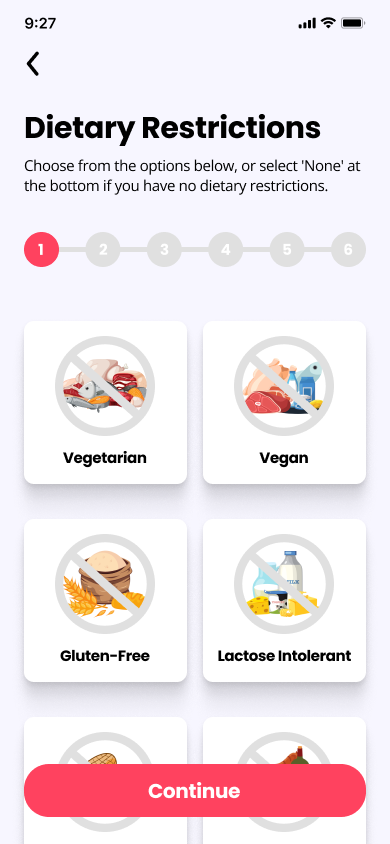 9:27
Dietary Restrictions
Choose from the options below, or select 'None' at
the bottom if you have no dietary restrictions.
1 2 3 4 5 6
Vegetarian Vegan
Gluten-Free Lactose Intolerant
Continue